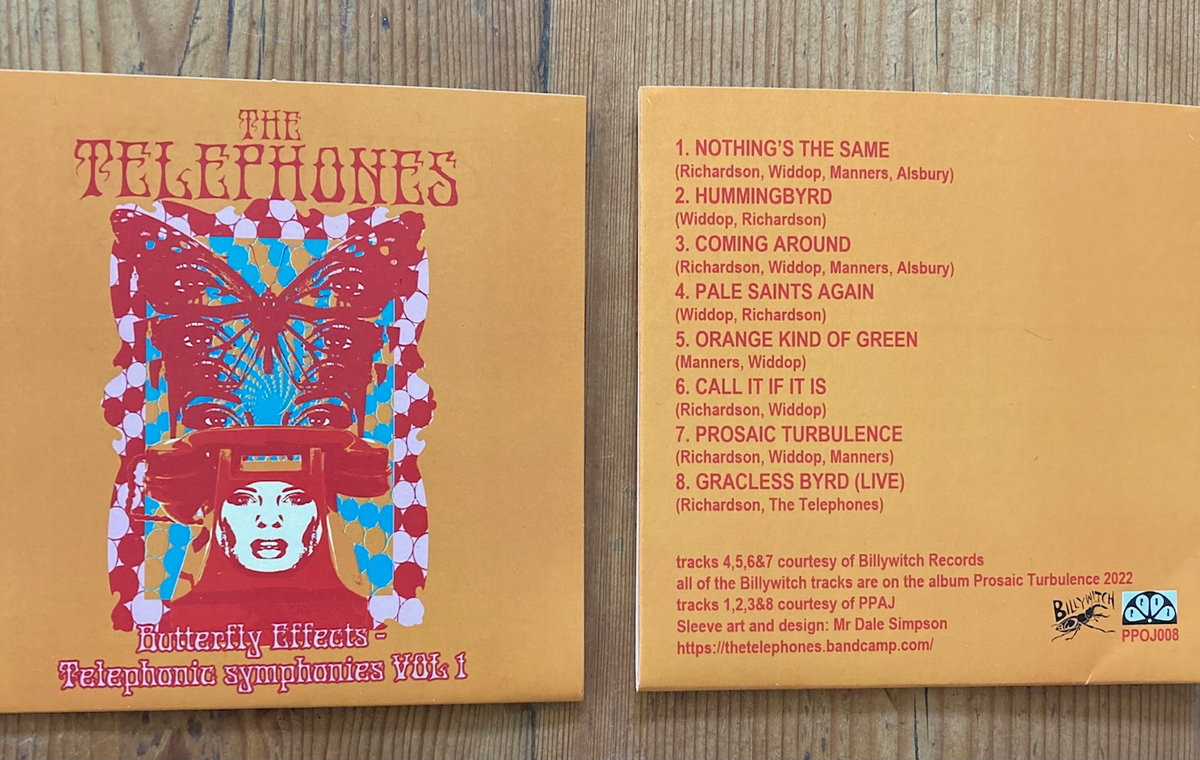 THE
TELEPHONES
Butterfly Effects -
Telephonic symphonies VOL 1
1. NOTHING'S THE SAME
(Richardson, Widdop, Manners, Alsbury)
2. HUMMINGBYRD
(Widdop, Richardson)
3. COMING AROUND
(Richardson, Widdop, Manners, Alsbury)
4. PALE SAINTS AGAIN
(Widdop, Richardson)
5. ORANGE KIND OF GREEN
(Manners, Widdop)
6. CALL IT IF IT IS
(Richardson, Widdop)
7. PROSAIC TURBULENCE
(Richardson, Widdop, Manners)
8. GRACLESS BYRD (LIVE)
(Richardson, The Telephones)
tracks 4,5,6&7 courtesy of Billywitch Records
all of the Billywitch tracks are on the album Prosaic Turbulence 2022
tracks 1,2,3&8 courtesy of PPAJ
Sleeve art and design: Mr Dale Simpson
https://thetelephones.bandcamp.com/
BILLYWITCH
PPOJ008